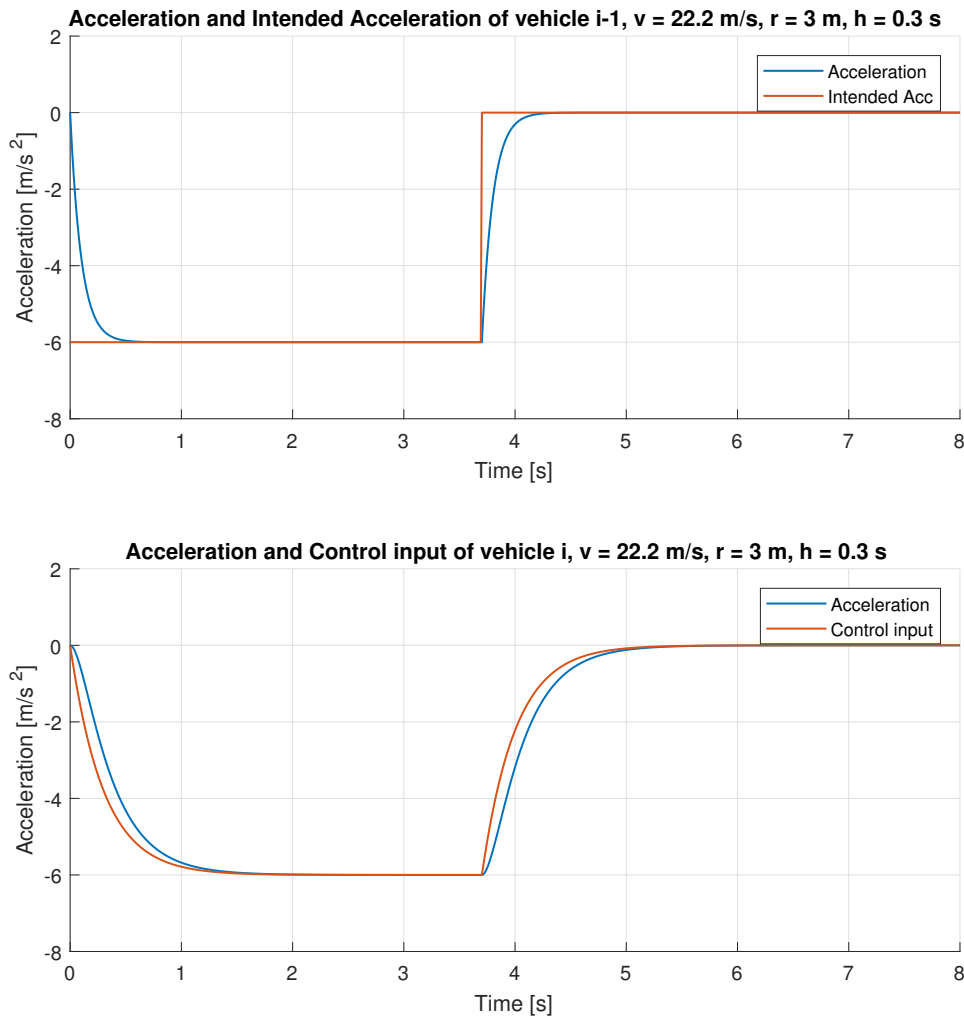 Acceleration and Intended Acceleration of vehicle i-1, v = 22.2 m/s, r = 3 m, h = 0.3 s
2
0
-2
-4
-6
-8
Acceleration [m/s 2]
Acceleration
Intended Acc
0 1 2 3 4 5 6 7 8
Time [s]
Acceleration and Control input of vehicle i, v = 22.2 m/s, r = 3 m, h = 0.3 s
2
0
-2
-4
-6
-8
Acceleration [m/s 2]
Acceleration
Control input
0 1 2 3 4 5 6 7 8
Time [s]